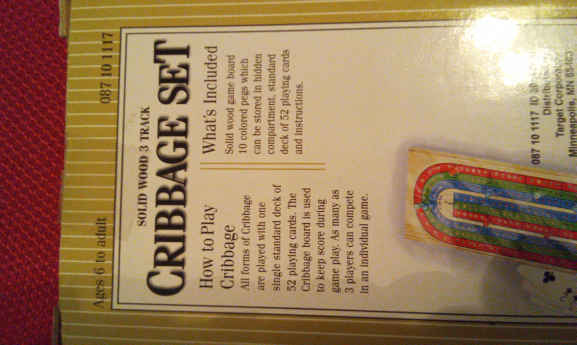 Ages 6 to adult
087 10 1117
SOLID WOOD 3 TRACK
CRIBBAGE SET
How to Play
Cribbage
All forms of Cribbage
are played with one
single standard deck of
52 playing cards. The
Cribbage board is used
to keep score during
game play. As many as
3 players can compete
in an individual game.
What's Included
Solid wood game board
10 colored pegs which
can be stored in hidden
compartment, standard
deck of 52 playing cards
and instructions.
087 10 1117
Target Corporation
Minneapolis, MN